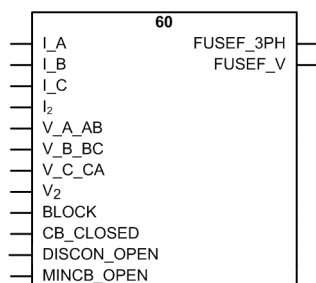 60
I_A FUSEF_3PH
I_B FUSEF_V
I_C
I₂
V_A_AB
V_B_BC
V_C_CA
V₂
BLOCK
CB_CLOSED
DISCON_OPEN
MINCB_OPEN